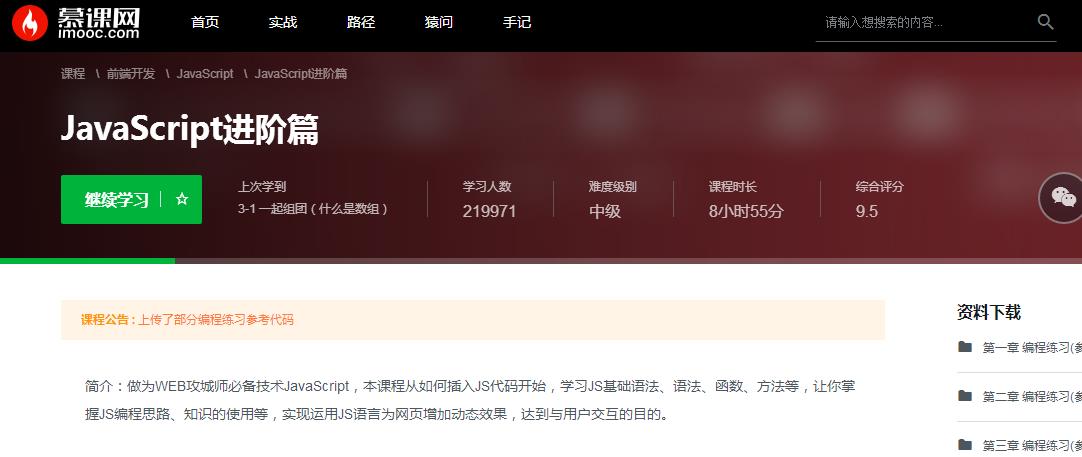 慕课网
imooc.com
首页 实战 路径 猿问 手记
请输入想搜索的内容...
课程 \ 前端开发 \ JavaScript \ JavaScript进阶篇
JavaScript进阶篇
继续学习
上次学到
3-1 一起组团（什么是数组）
学习人数
219971
难度级别
中级
课程时长
8小时55分
综合评分
9.5
课程公告 : 上传了部分编程练习参考代码
简介：做为WEB攻城师必备技术JavaScript，本课程从如何插入JS代码开始，学习JS基础语法、语法、函数、方法等，让你掌
握JS编程思路、知识的使用等，实现运用JS语言为网页增加动态效果，达到与用户交互的目的。
资料下载
第一章 编程练习(参
第二章 编程练习(参
第三章 编程练习(参